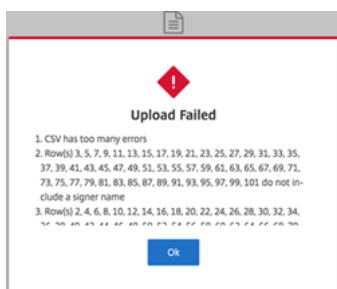 Upload Failed
1. CSV has too many errors
2. Row(s) 3, 5, 7, 9, 11, 13, 15, 17, 19, 21, 23, 25, 27, 29, 31, 33, 35,
37, 39, 41, 43, 45, 47, 49, 51, 53, 55, 57, 59, 61, 63, 65, 67, 69, 71,
73, 75, 77, 79, 81, 83, 85, 87, 89, 91, 93, 95, 97, 99, 101 do not in-
clude a signer name
3. Row(s) 2, 4, 6, 8, 10, 12, 14, 16, 18, 20, 22, 24, 26, 28, 30, 32, 34,
Ok